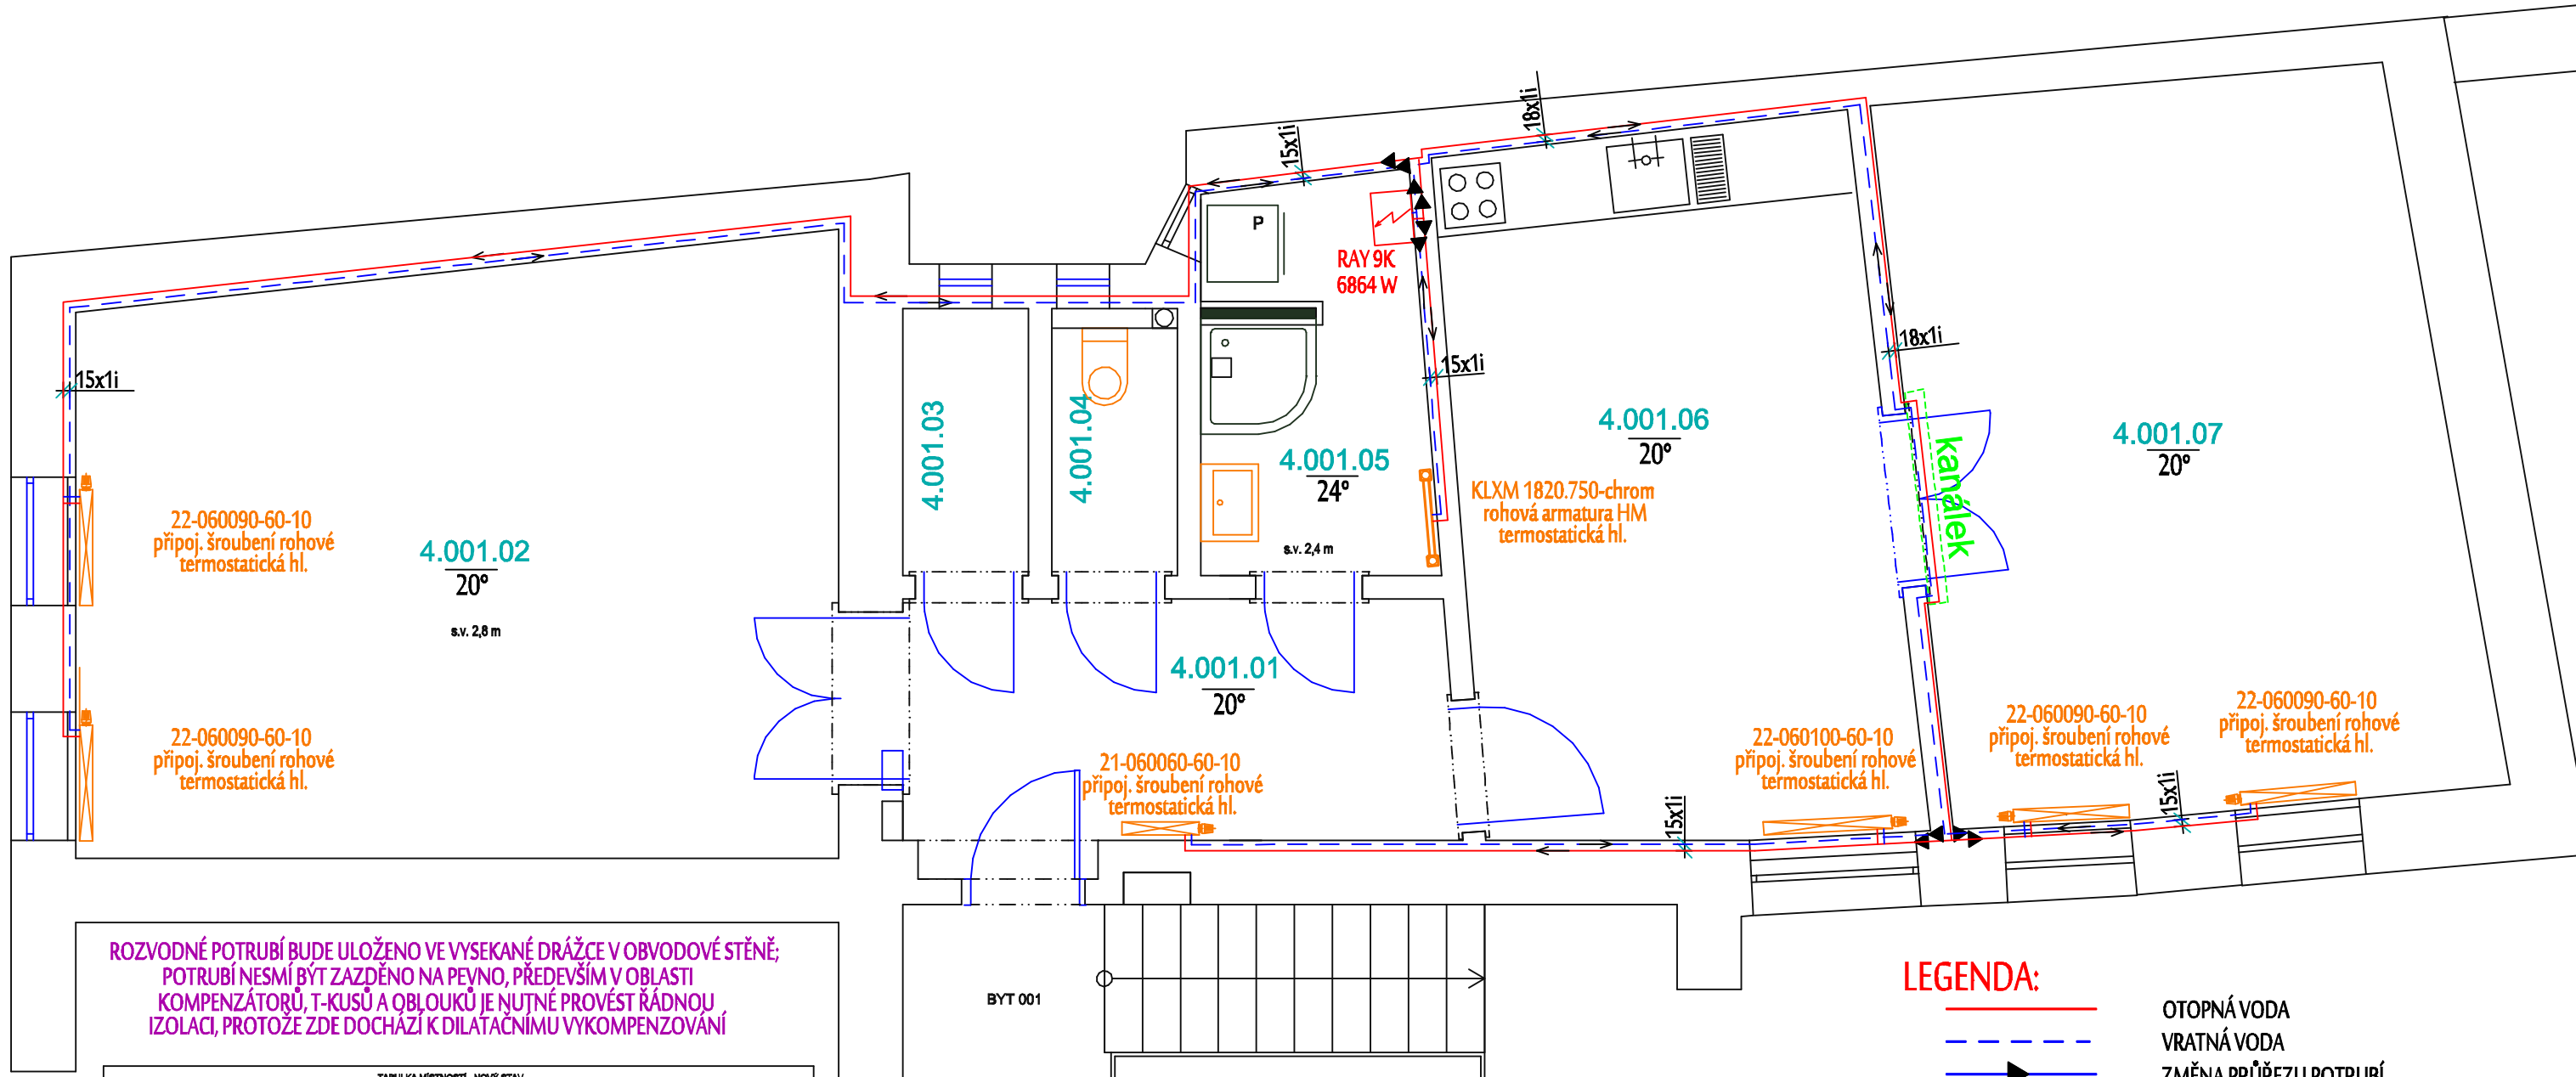 18x1i
15x1i
P
RAY 9K
6864 W
18x1i
15x1i
15x1i
4.001.03
4.001.04
4.001.05
24°
s.v. 2,4 m
4.001.06
20°
4.001.07
20°
kanálek
KLXM 1820.750-chrom
rohová armatura HM
termostatická hl.
22-060090-60-10
připoj. šroubení rohové
termostatická hl.
4.001.02
20°
s.v. 2,8 m
4.001.01
20°
22-060090-60-10
připoj. šroubení rohové
termostatická hl.
21-060060-60-10
připoj. šroubení rohové
termostatická hl.
22-060100-60-10
připoj. šroubení rohové
termostatická hl.
22-060090-60-10
připoj. šroubení rohové
termostatická hl.
22-060090-60-10
připoj. šroubení rohové
termostatická hl.
15x1i
15x1i
ROZVODNÉ POTRUBÍ BUDE ULOŽENO VE VYSEKANÉ DRÁŽCE V OBVODOVÉ STĚNĚ;
POTRUBÍ NESMÍ BÝT ZAZDĚNO NA PEVNO, PŘEDEVŠÍM V OBLASTI
KOMPENZÁTORŮ, T-KUSŮ A OBLOUKŮ JE NUTNÉ PROVÉST ŘÁDNOU
IZOLACI, PROTOŽE ZDE DOCHÁZÍ K DILATAČNÍMU VYKOMPENZOVÁNÍ
BYT 001
LEGENDA:
OTOPNÁ VODA
VRATNÁ VODA
ZMĚNA PRŮŘEZU POTRUBÍ
TABULKA MÍSTNOSTÍ - NOVÝ STAV